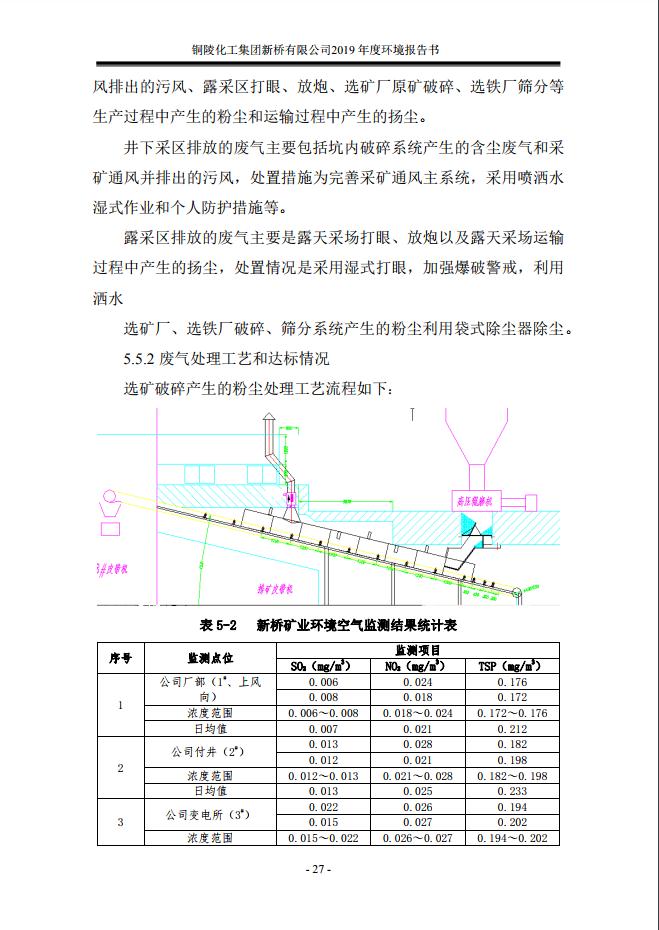 铜陵化工集团新桥有限公司2019 年度环境报告书
风排出的污风、露采区打眼、放炮、选矿厂原矿破碎、选铁厂筛分等
生产过程中产生的粉尘和运输过程中产生的扬尘。
井下采区排放的废气主要包括坑内破碎系统产生的含尘废气和采
矿通风并排出的污风，处置措施为完善采矿通风主系统，采用喷洒水
湿式作业和个人防护措施等。
露采区排放的废气主要是露天采场打眼、放炮以及露天采场运输
过程中产生的扬尘，处置情况是采用湿式打眼，加强爆破警戒，利用
洒水
选矿厂、选铁厂破碎、筛分系统产生的粉尘利用袋式除尘器除尘。
5.5.2 废气处理工艺和达标情况
选矿破碎产生的粉尘处理工艺流程如下：
高压辊磨机
井皮带机
皮带机
表 5-2 新桥矿业环境空气监测结果统计表
序号 监测点位 监测项目
SO₂（mg/m³） NO₂（mg/m³） TSP（mg/m³）
1 公司厂部（1#、上风向） 0.006 0.024 0.176
0.008 0.018 0.172
浓度范围 0.006～0.008 0.018～0.024 0.172～0.176
日均值 0.007 0.021 0.212
2 公司付井（2#） 0.013 0.028 0.182
0.012 0.021 0.198
浓度范围 0.012～0.013 0.021～0.028 0.182～0.198
日均值 0.013 0.025 0.233
3 公司变电所（3#） 0.022 0.026 0.194
0.015 0.027 0.202
浓度范围 0.015～0.022 0.026～0.027 0.194～0.202
- 27 -